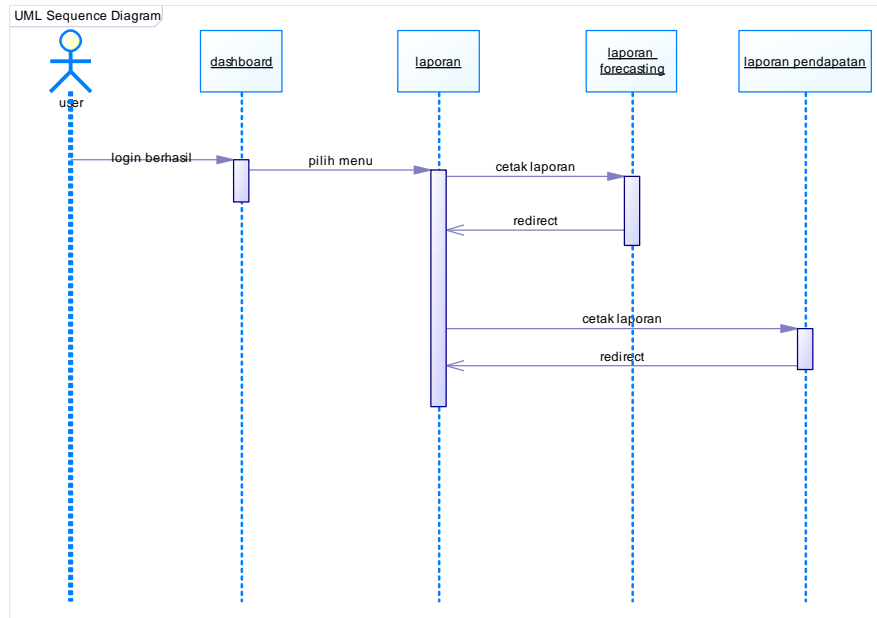 UML Sequence Diagram
user
dashboard
laporan
laporan
forecasting
laporan pendapatan
login berhasil
pilih menu
cetak laporan
redirect
cetak laporan
redirect